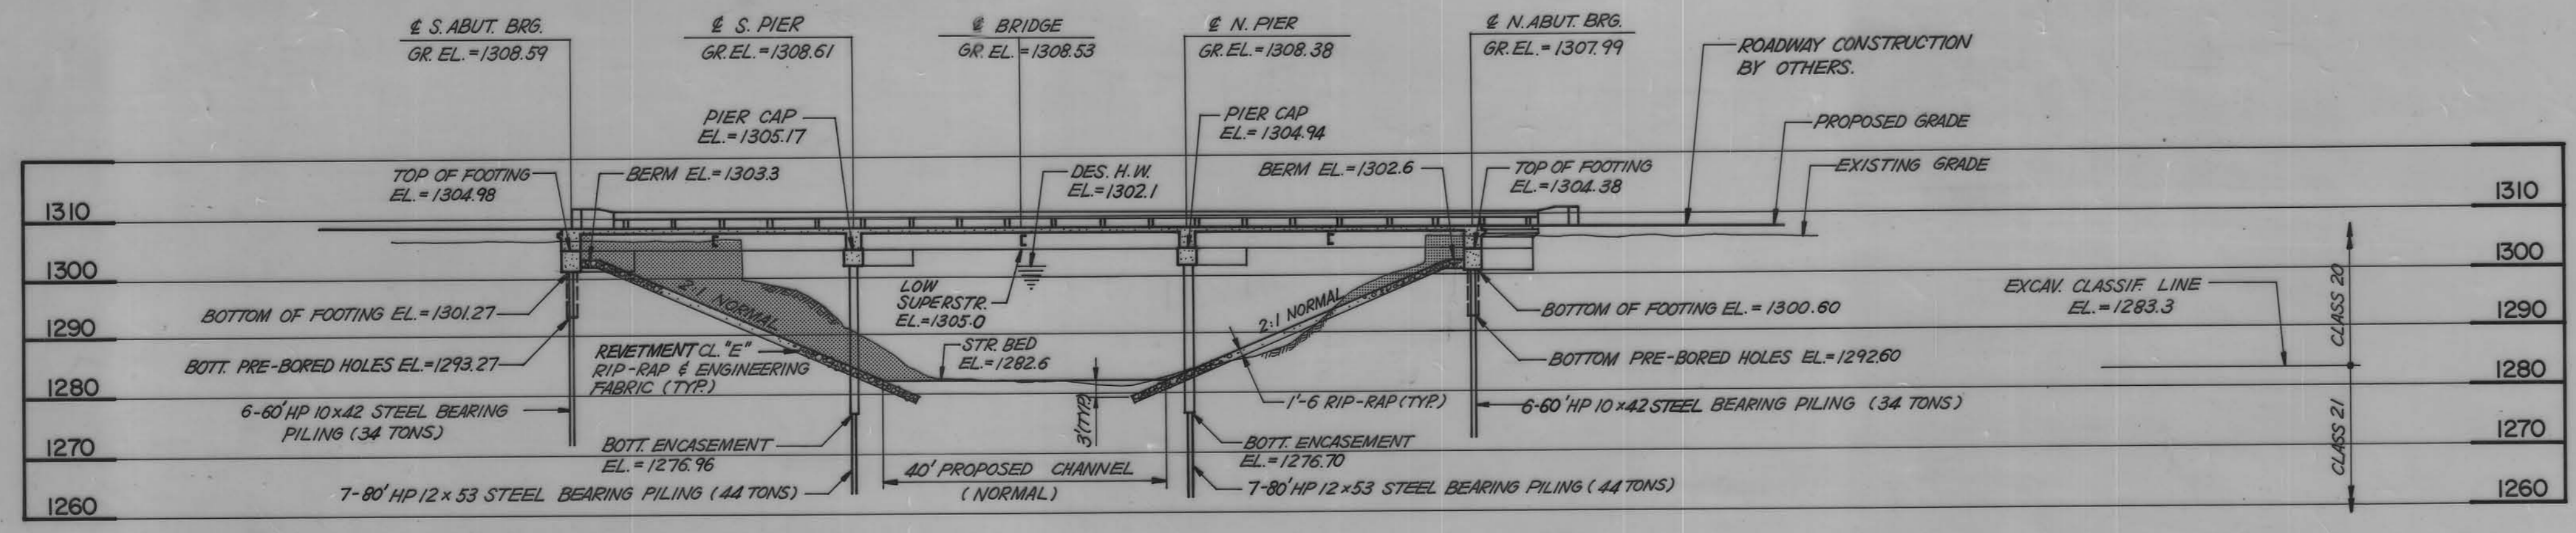 ℄ S. ABUT. BRG.
GR. EL. = 1308.59
℄ S. PIER
GR. EL. = 1308.61
℄ BRIDGE
GR. EL. = 1308.53
℄ N. PIER
GR. EL. = 1308.38
℄ N. ABUT. BRG.
GR. EL. = 1307.99
ROADWAY CONSTRUCTION
BY OTHERS.
PIER CAP
EL. = 1305.17
PIER CAP
EL. = 1304.94
PROPOSED GRADE
TOP OF FOOTING
EL. = 1304.98
BERM EL. = 1303.3
DES. H.W.
EL. = 1302.1
BERM EL. = 1302.6
TOP OF FOOTING
EL. = 1304.38
EXISTING GRADE
1310
1310
E
E
E
1300
1300
2:1 NORMAL
LOW
SUPERSTR.
EL. = 1305.0
2:1 NORMAL
BOTTOM OF FOOTING EL. = 1301.27
BOTTOM OF FOOTING EL. = 1300.60
EXCAV. CLASSIF. LINE
EL. = 1283.3
CLASS 20
1290
1290
BOTT. PRE-BORED HOLES EL. = 1293.27
REVETMENT CL. "E"
RIP-RAP & ENGINEERING
FABRIC (TYP.)
STR. BED
EL. = 1282.6
BOTTOM PRE-BORED HOLES EL. = 1292.60
1280
1280
6-60' HP 10x42 STEEL BEARING
PILING (34 TONS)
3' (TYP.)
1'-6 RIP-RAP (TYP.)
6-60' HP 10x42 STEEL BEARING PILING (34 TONS)
CLASS 21
1270
1270
BOTT. ENCASEMENT
EL. = 1276.96
BOTT. ENCASEMENT
EL. = 1276.70
40' PROPOSED CHANNEL
(NORMAL)
7-80' HP 12x53 STEEL BEARING PILING (44 TONS)
7-80' HP 12x53 STEEL BEARING PILING (44 TONS)
1260
1260